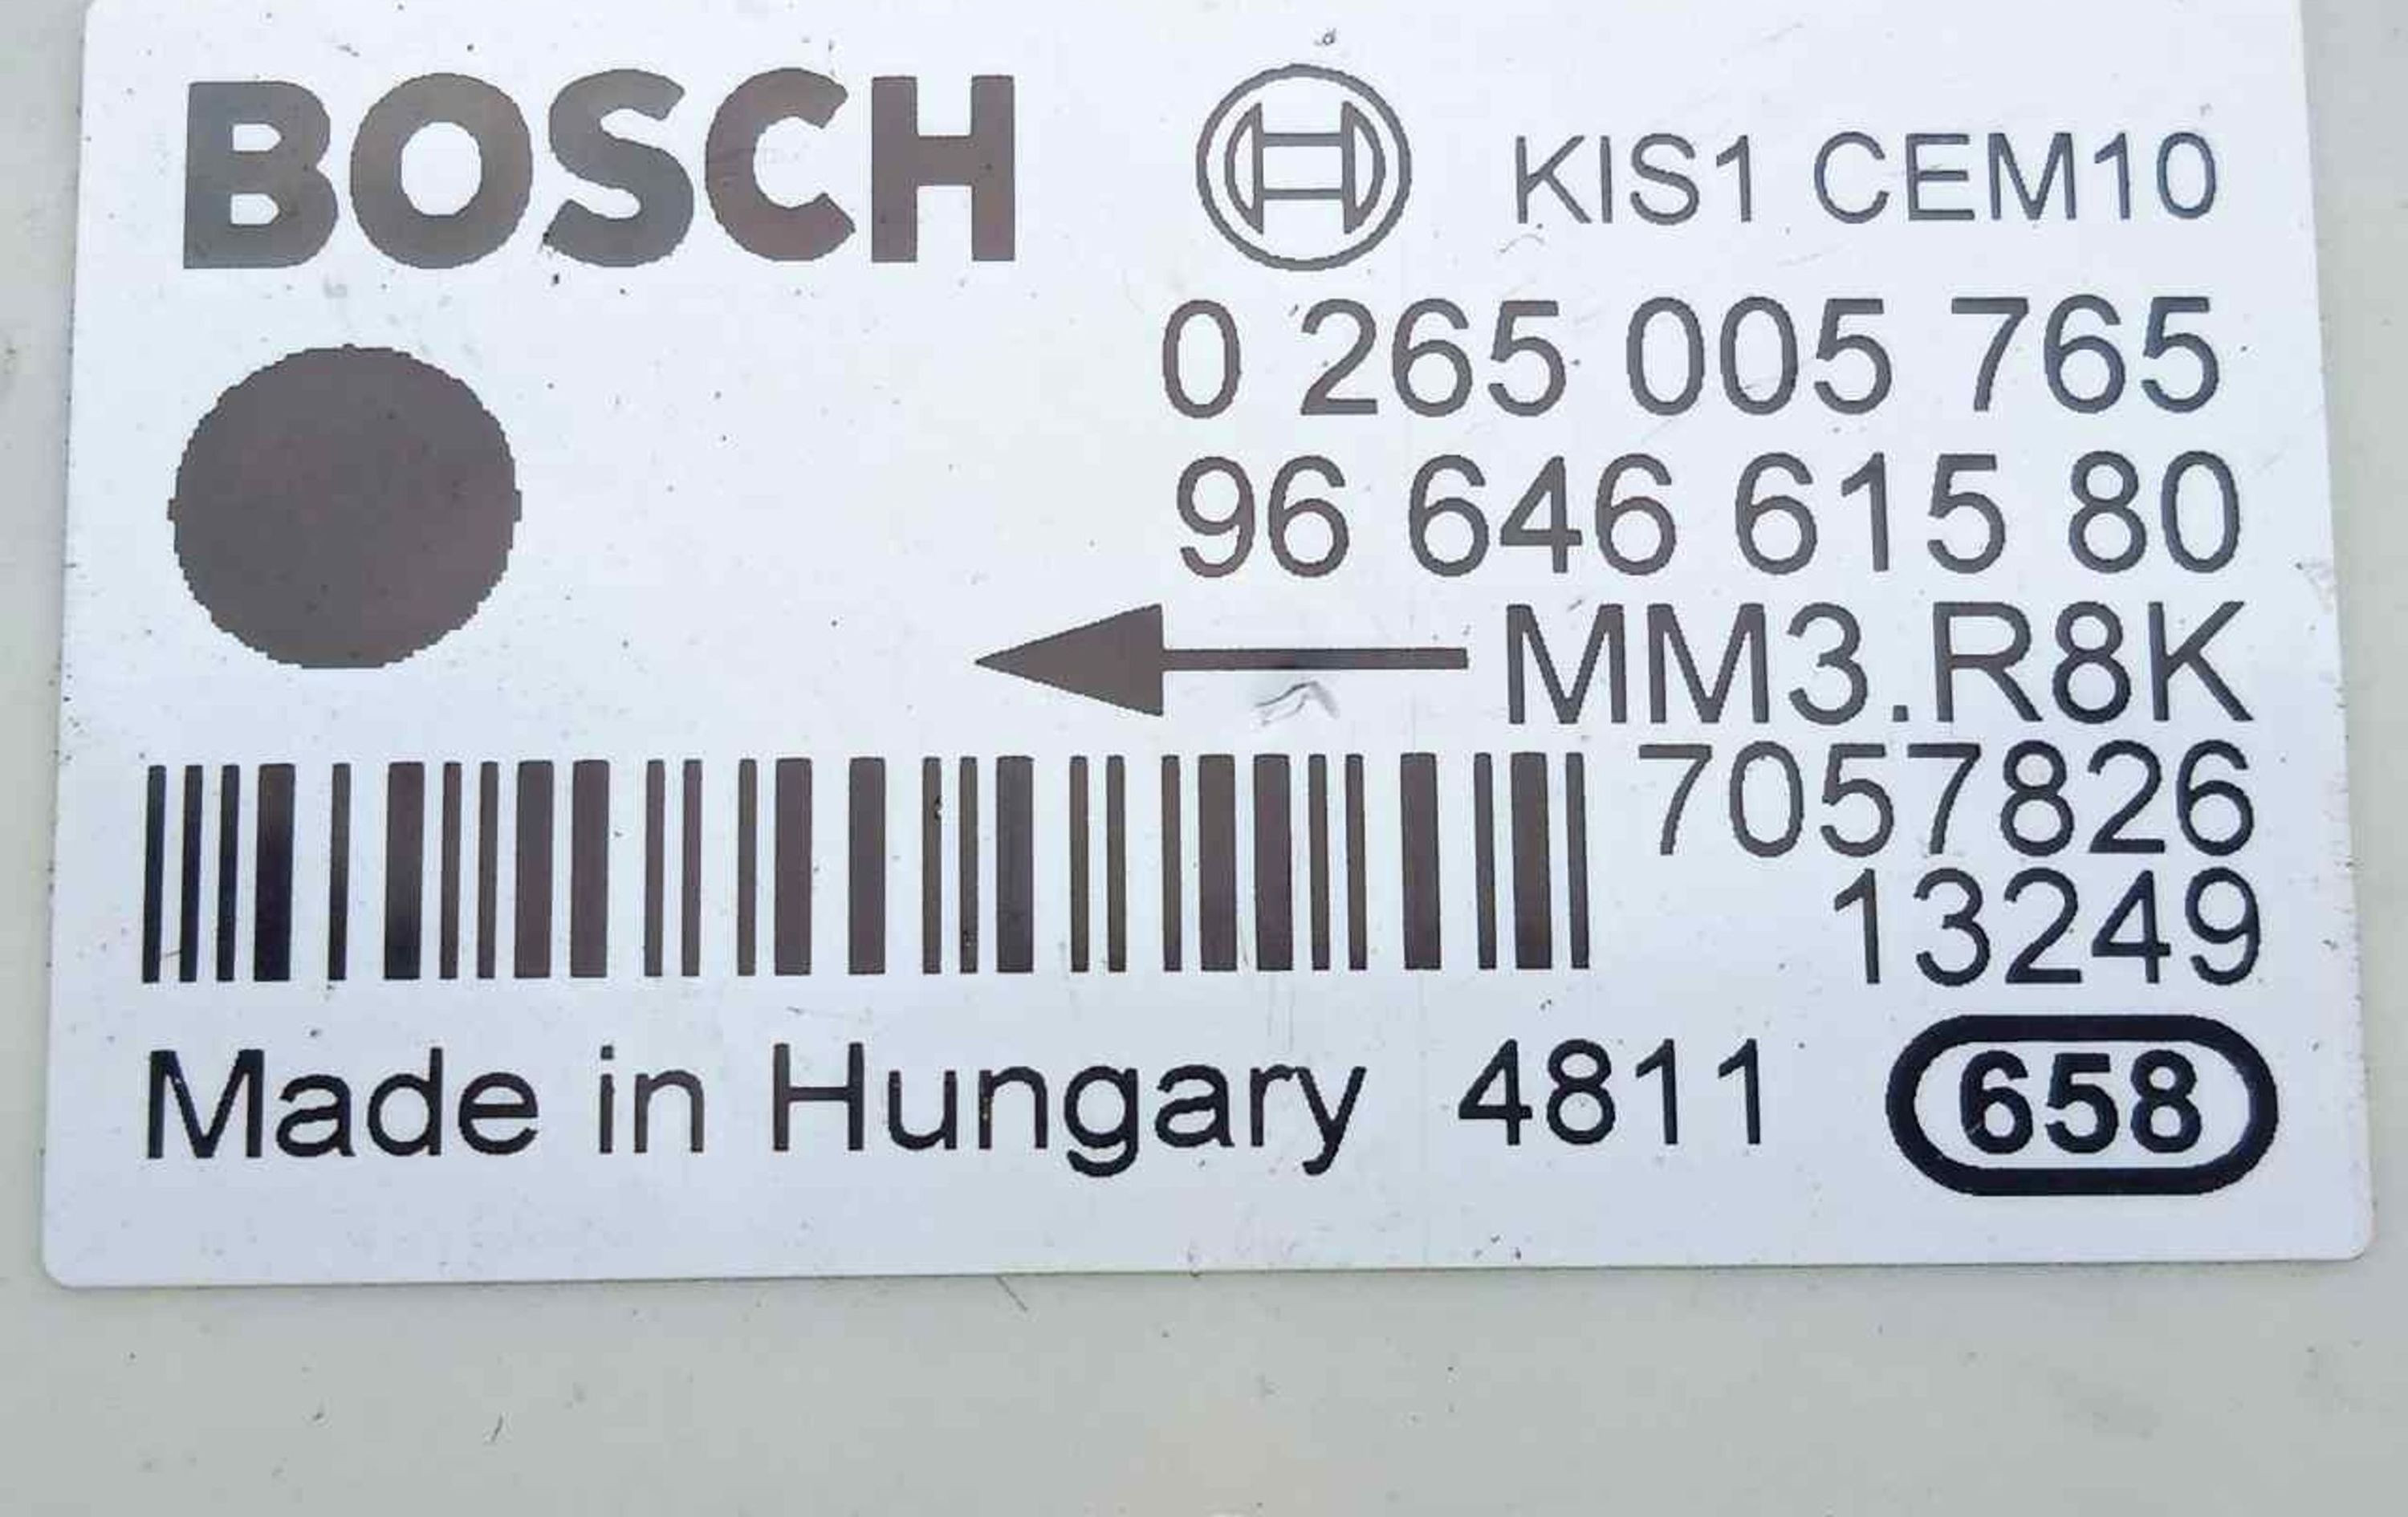 BOSCH KIS1 CEM10
0 265 005 765
96 646 615 80
MM3.R8K
7057826
13249
Made in Hungary 4811 658